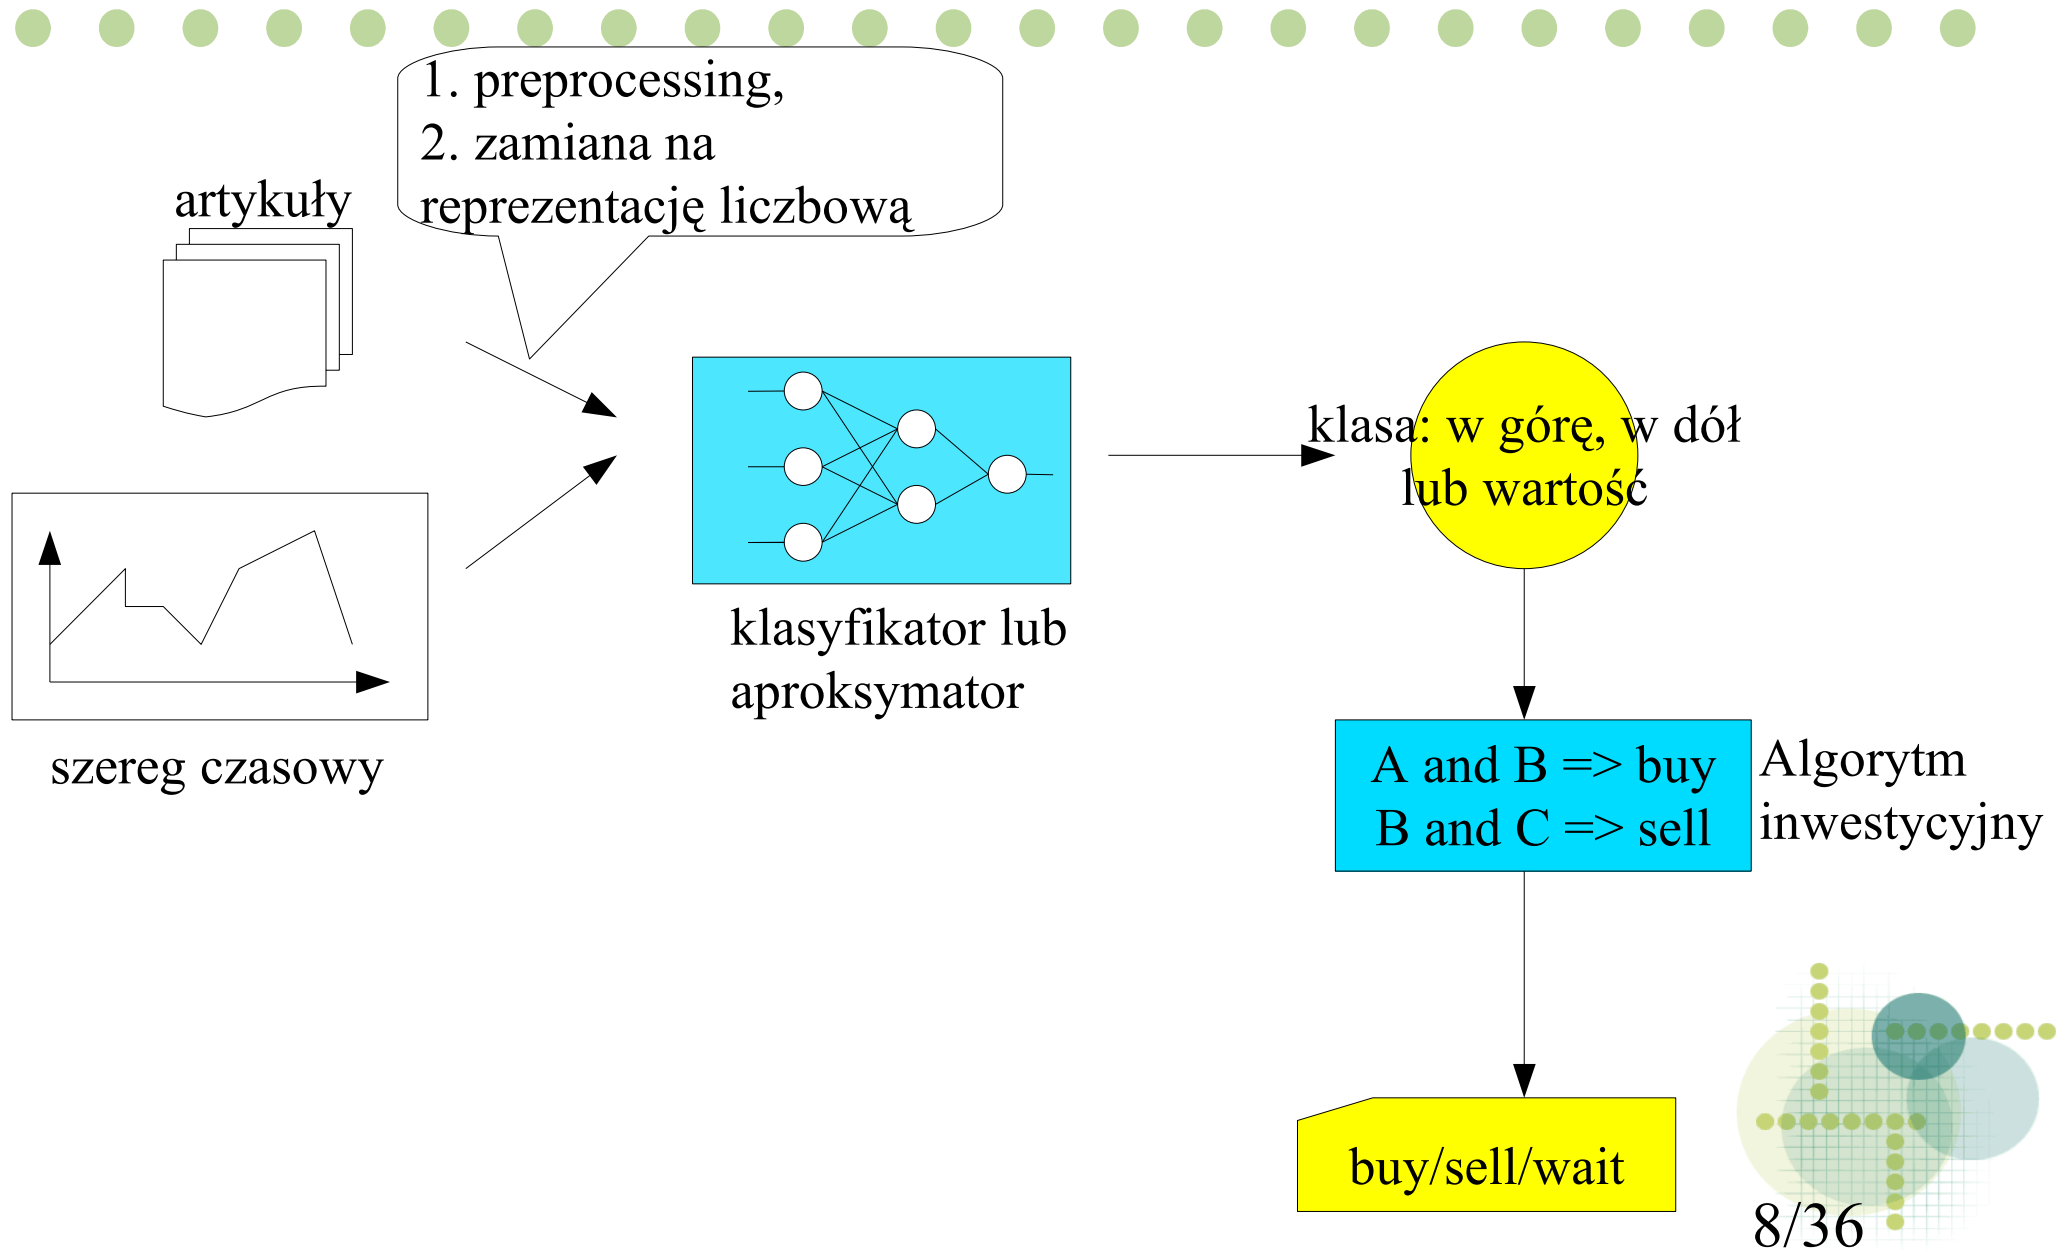 1. preprocessing,
2. zamiana na
reprezentację liczbową
artykuły
szereg czasowy
klasyfikator lub
aproksymator
klasa: w górę, w dół
lub wartość
A and B => buy
B and C => sell
Algorytm
inwestycyjny
buy/sell/wait
8/36